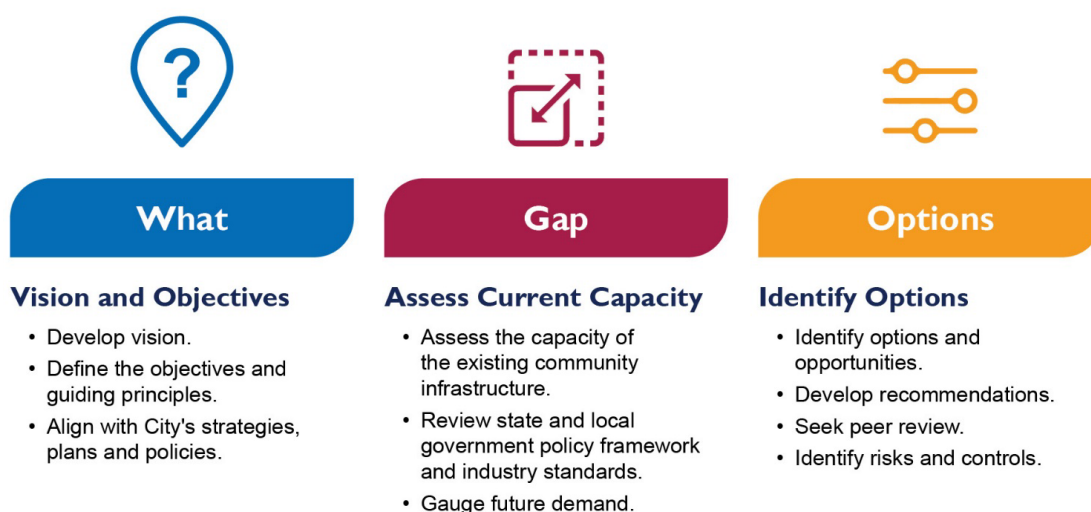 ?
What
Vision and Objectives
• Develop vision.
• Define the objectives and
guiding principles.
• Align with City's strategies,
plans and policies.
Gap
Assess Current Capacity
• Assess the capacity of
the existing community
infrastructure.
• Review state and local
government policy framework
and industry standards.
• Gauge future demand.
Options
Identify Options
• Identify options and
opportunities.
• Develop recommendations.
• Seek peer review.
• Identify risks and controls.